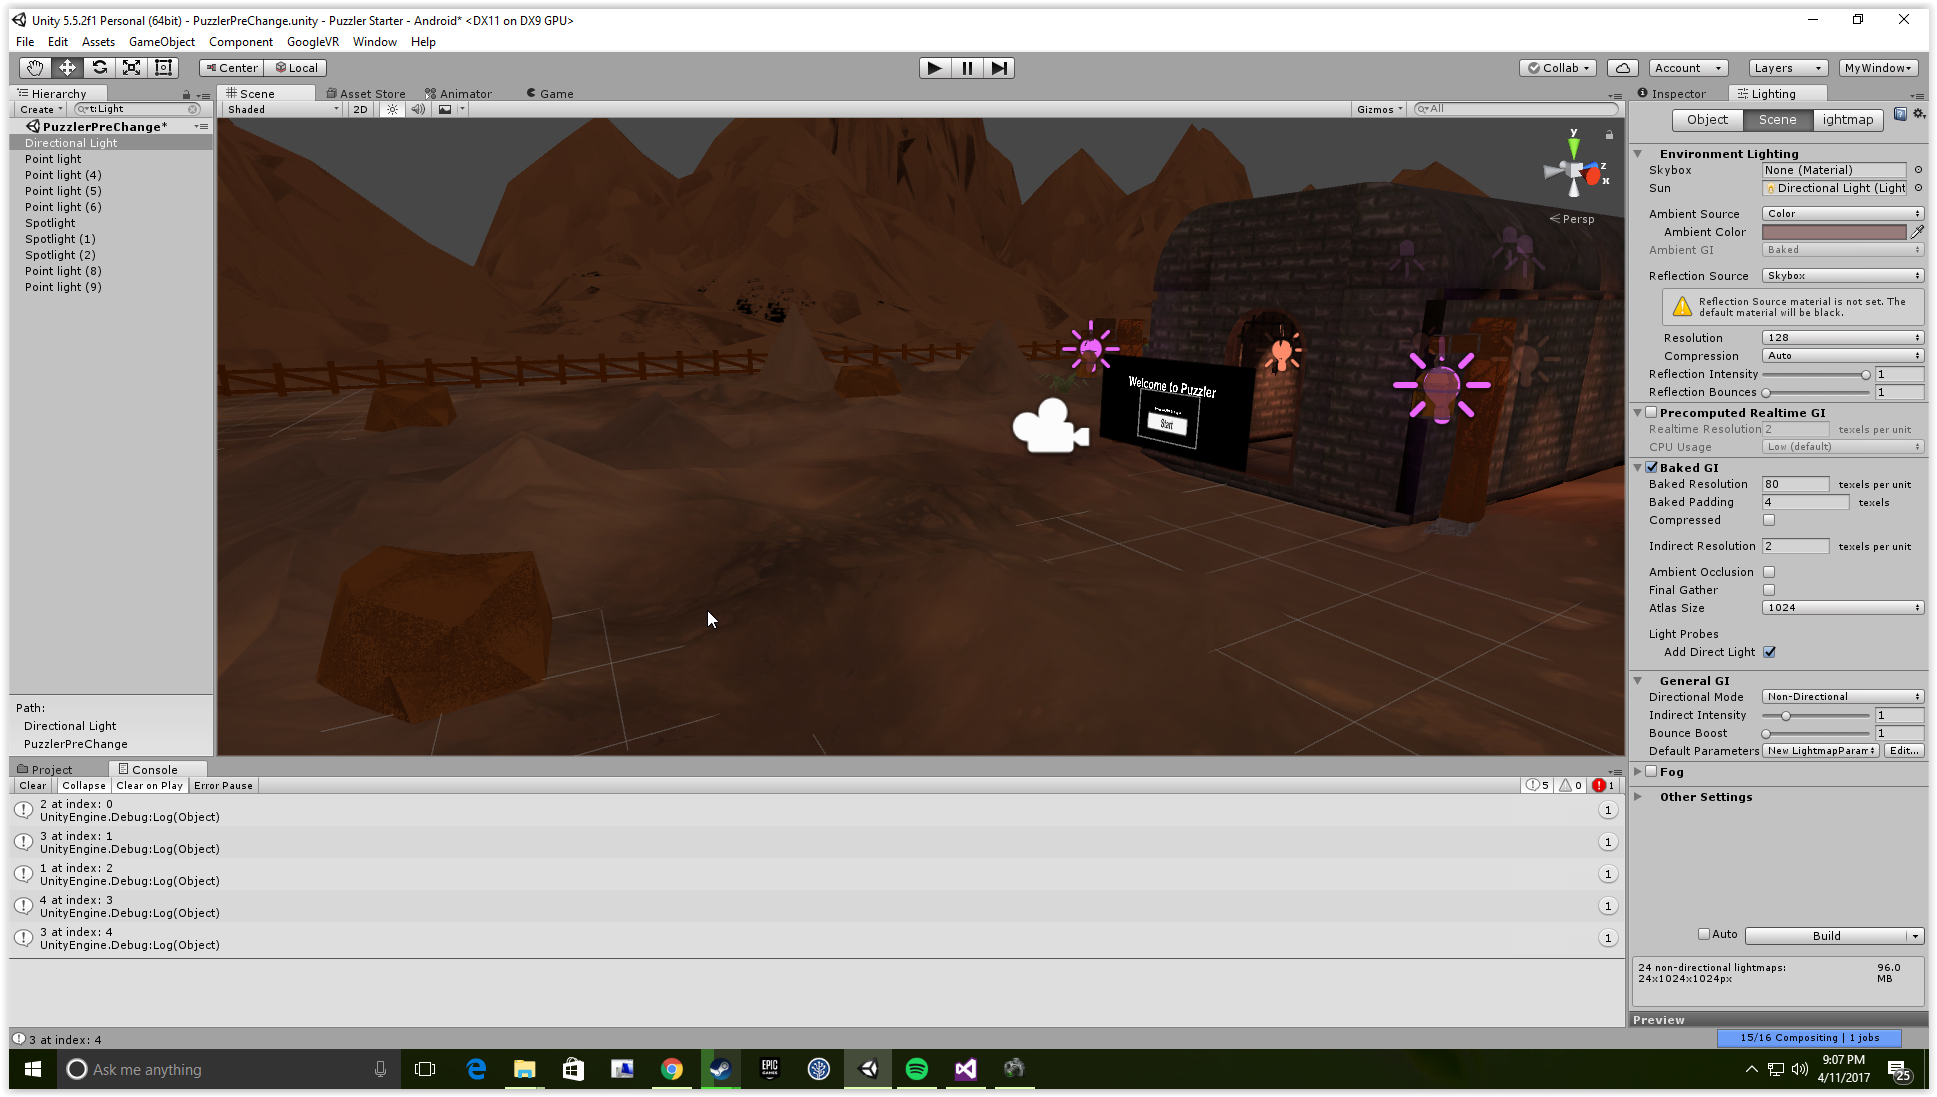 Unity 5.5.2f1 Personal (64bit) - PuzzlerPreChange.unity - Puzzler Starter - Android* <DX11 on DX9 GPU>
File Edit Assets GameObject Component GoogleVR Window Help
Center Local
Collab Account Layers MyWindow
Hierarchy
Create t:Light
PuzzlerPreChange*
Directional Light
Point light
Point light (4)
Point light (5)
Point light (6)
Spotlight
Spotlight (1)
Spotlight (2)
Point light (8)
Point light (9)
Path:
Directional Light
PuzzlerPreChange
Scene Asset Store Animator Game
Shaded 2D Gizmos All
y
z
x
Persp
Welcome to Puzzler
Start
Inspector Lighting
Object Scene ightmap
Environment Lighting
Skybox None (Material)
Sun Directional Light (Light
Ambient Source Color
Ambient Color
Ambient GI Baked
Reflection Source Skybox
Reflection Source material is not set. The
default material will be black.
Resolution 128
Compression Auto
Reflection Intensity 1
Reflection Bounces 1
Precomputed Realtime GI
Realtime Resolution 2 texels per unit
CPU Usage Low (default)
Baked GI
Baked Resolution 80 texels per unit
Baked Padding 4 texels
Compressed
Indirect Resolution 2 texels per unit
Ambient Occlusion
Final Gather
Atlas Size 1024
Light Probes
Add Direct Light
General GI
Directional Mode Non-Directional
Indirect Intensity 1
Bounce Boost 1
Default Parameters New LightmapParam Edit...
Fog
Other Settings
Auto Build
24 non-directional lightmaps: 96.0
24x1024x1024px MB
Preview
15/16 Compositing | 1 jobs
Project Console
Clear Collapse Clear on Play Error Pause 5 0 1
2 at index: 0
UnityEngine.Debug:Log(Object) 1
3 at index: 1
UnityEngine.Debug:Log(Object) 1
1 at index: 2
UnityEngine.Debug:Log(Object) 1
4 at index: 3
UnityEngine.Debug:Log(Object) 1
3 at index: 4
UnityEngine.Debug:Log(Object) 1
3 at index: 4
Ask me anything
EPIC
GAMES
9:07 PM
4/11/2017
25